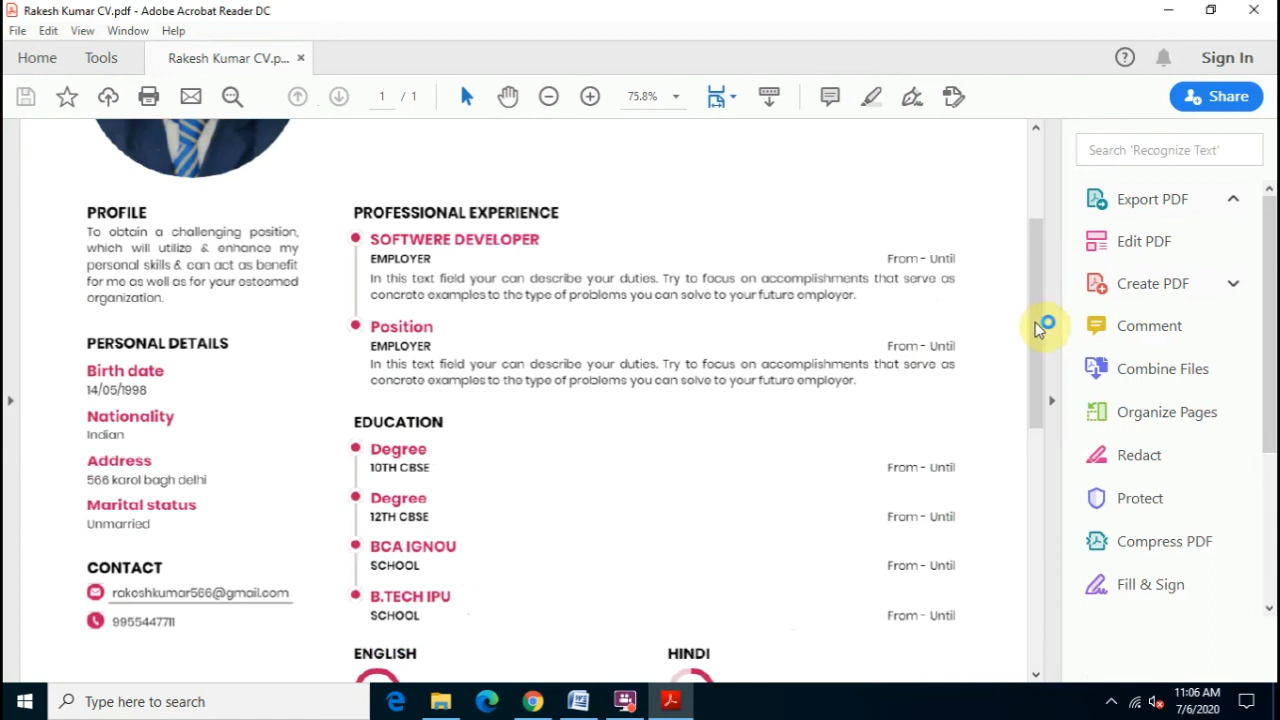 Rakesh Kumar CV.pdf - Adobe Acrobat Reader DC
File Edit View Window Help
Home Tools Rakesh Kumar CV.p... × Sign In
1 / 1 75.8% Share
Search 'Recognize Text'
Export PDF
Edit PDF
Create PDF
Comment
Combine Files
Organize Pages
Redact
Protect
Compress PDF
Fill & Sign
PROFILE
To obtain a challenging position,
which will utilize & enhance my
personal skills & can act as benefit
for me as well as for your esteemed
organization.
PERSONAL DETAILS
Birth date
14/05/1998
Nationality
Indian
Address
566 karol bagh delhi
Marital status
Unmarried
CONTACT
rakeshkumar566@gmail.com
9955447711
PROFESSIONAL EXPERIENCE
SOFTWERE DEVELOPER
EMPLOYER From - Until
In this text field your can describe your duties. Try to focus on accomplishments that serve as
concrete examples to the type of problems you can solve to your future employer.
Position
EMPLOYER From - Until
In this text field your can describe your duties. Try to focus on accomplishments that serve as
concrete examples to the type of problems you can solve to your future employer.
EDUCATION
Degree
10TH CBSE From - Until
Degree
12TH CBSE From - Until
BCA IGNOU
SCHOOL From - Until
B.TECH IPU
SCHOOL From - Until
ENGLISH HINDI
Type here to search
11:06 AM
7/6/2020